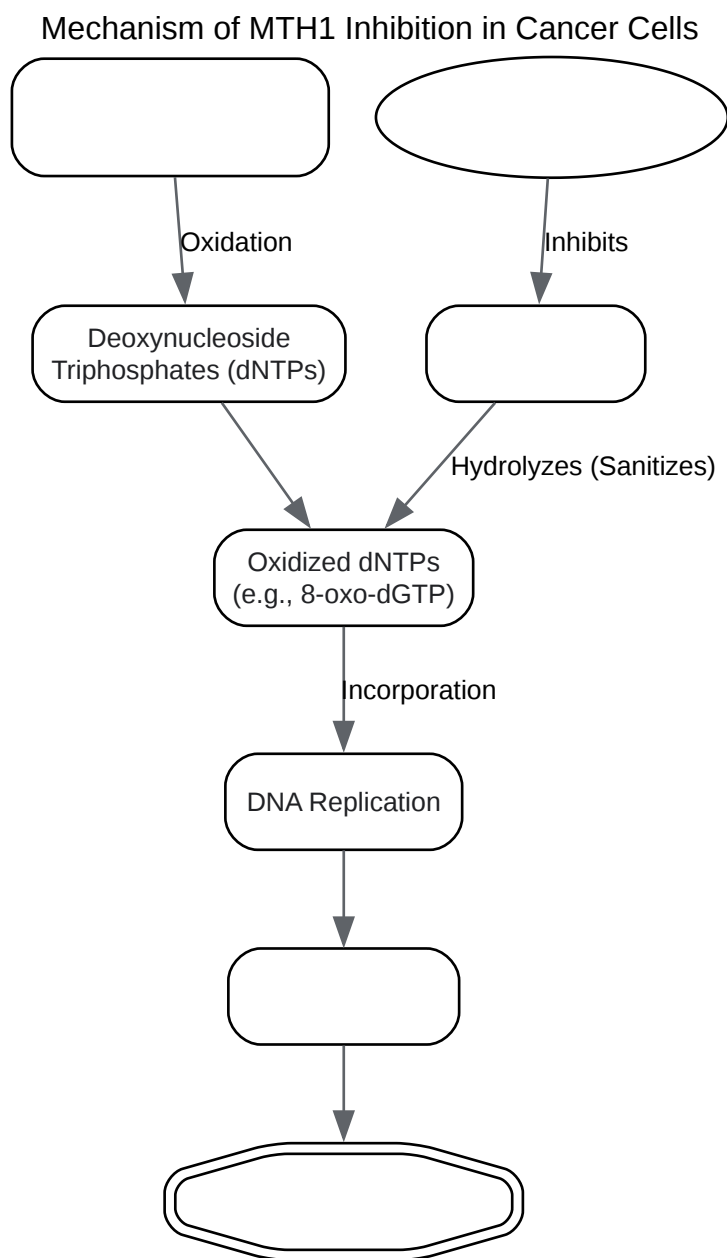 Mechanism of MTH1 Inhibition in Cancer Cells
Oxidation
Inhibits
Deoxynucleoside
Triphosphates (dNTPs)
Hydrolyzes (Sanitizes)
Oxidized dNTPs
(e.g., 8-oxo-dGTP)
Incorporation
DNA Replication